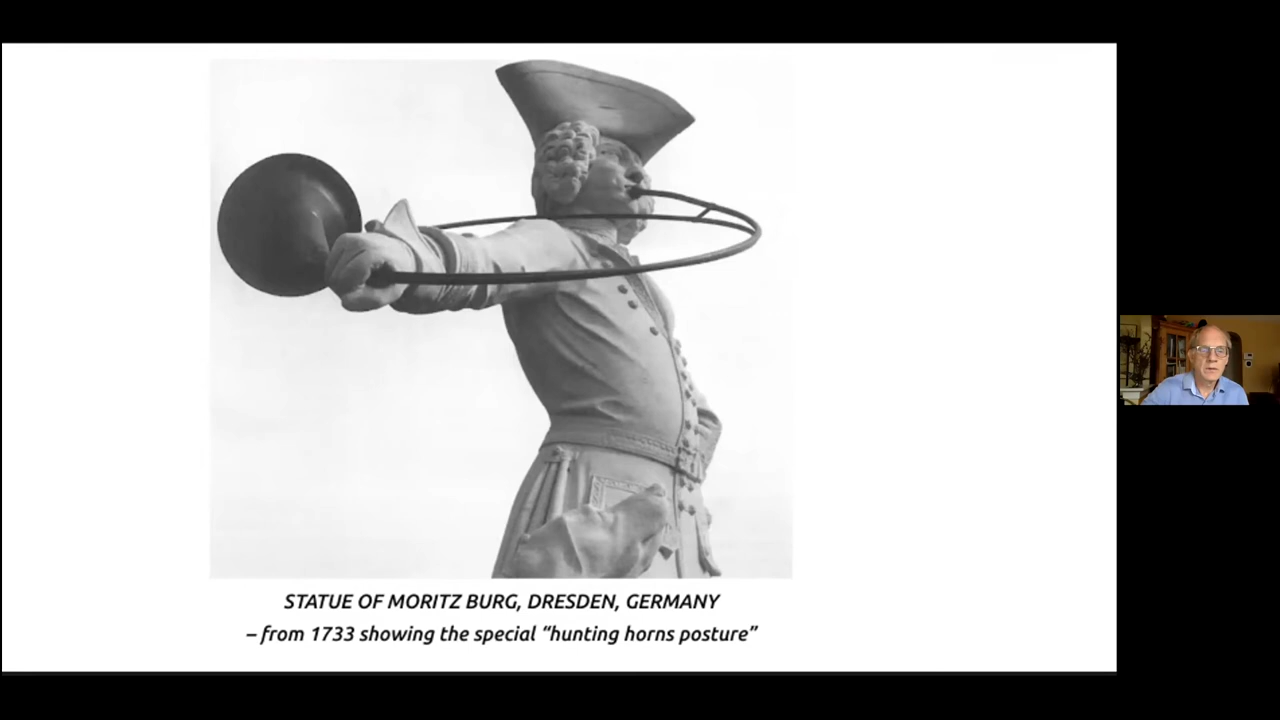 STATUE OF MORITZ BURG, DRESDEN, GERMANY
– from 1733 showing the special “hunting horns posture”